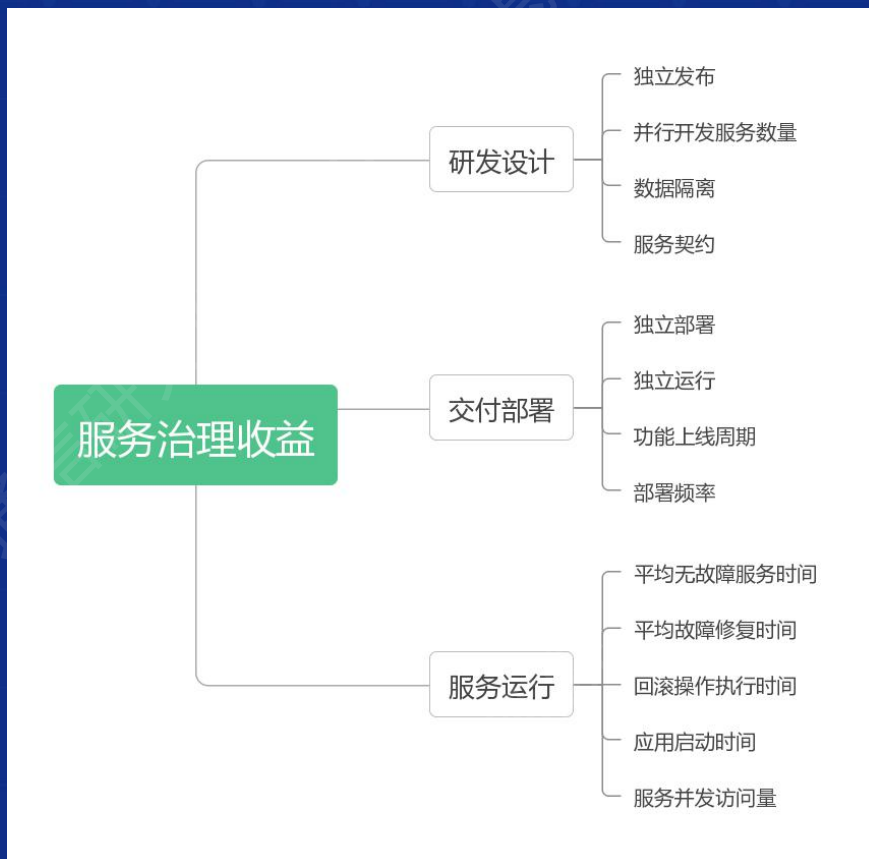 服务治理收益
研发设计
独立发布
并行开发服务数量
数据隔离
服务契约
交付部署
独立部署
独立运行
功能上线周期
部署频率
服务运行
平均无故障服务时间
平均故障修复时间
回滚操作执行时间
应用启动时间
服务并发访问量